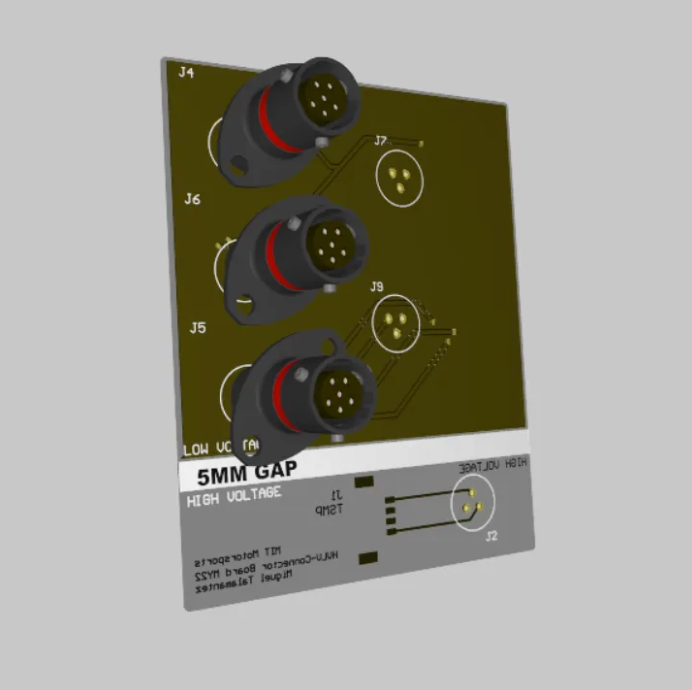 J4
J7
J6
J9
J5
LOW VOLTAG
5MM GAP
HIGH VOLTAGE
HIGH VOLTAGE
J1
TSMP
J2
MIT Motorsports
HVLV-Connector Board MY22
Miguel Talamantez